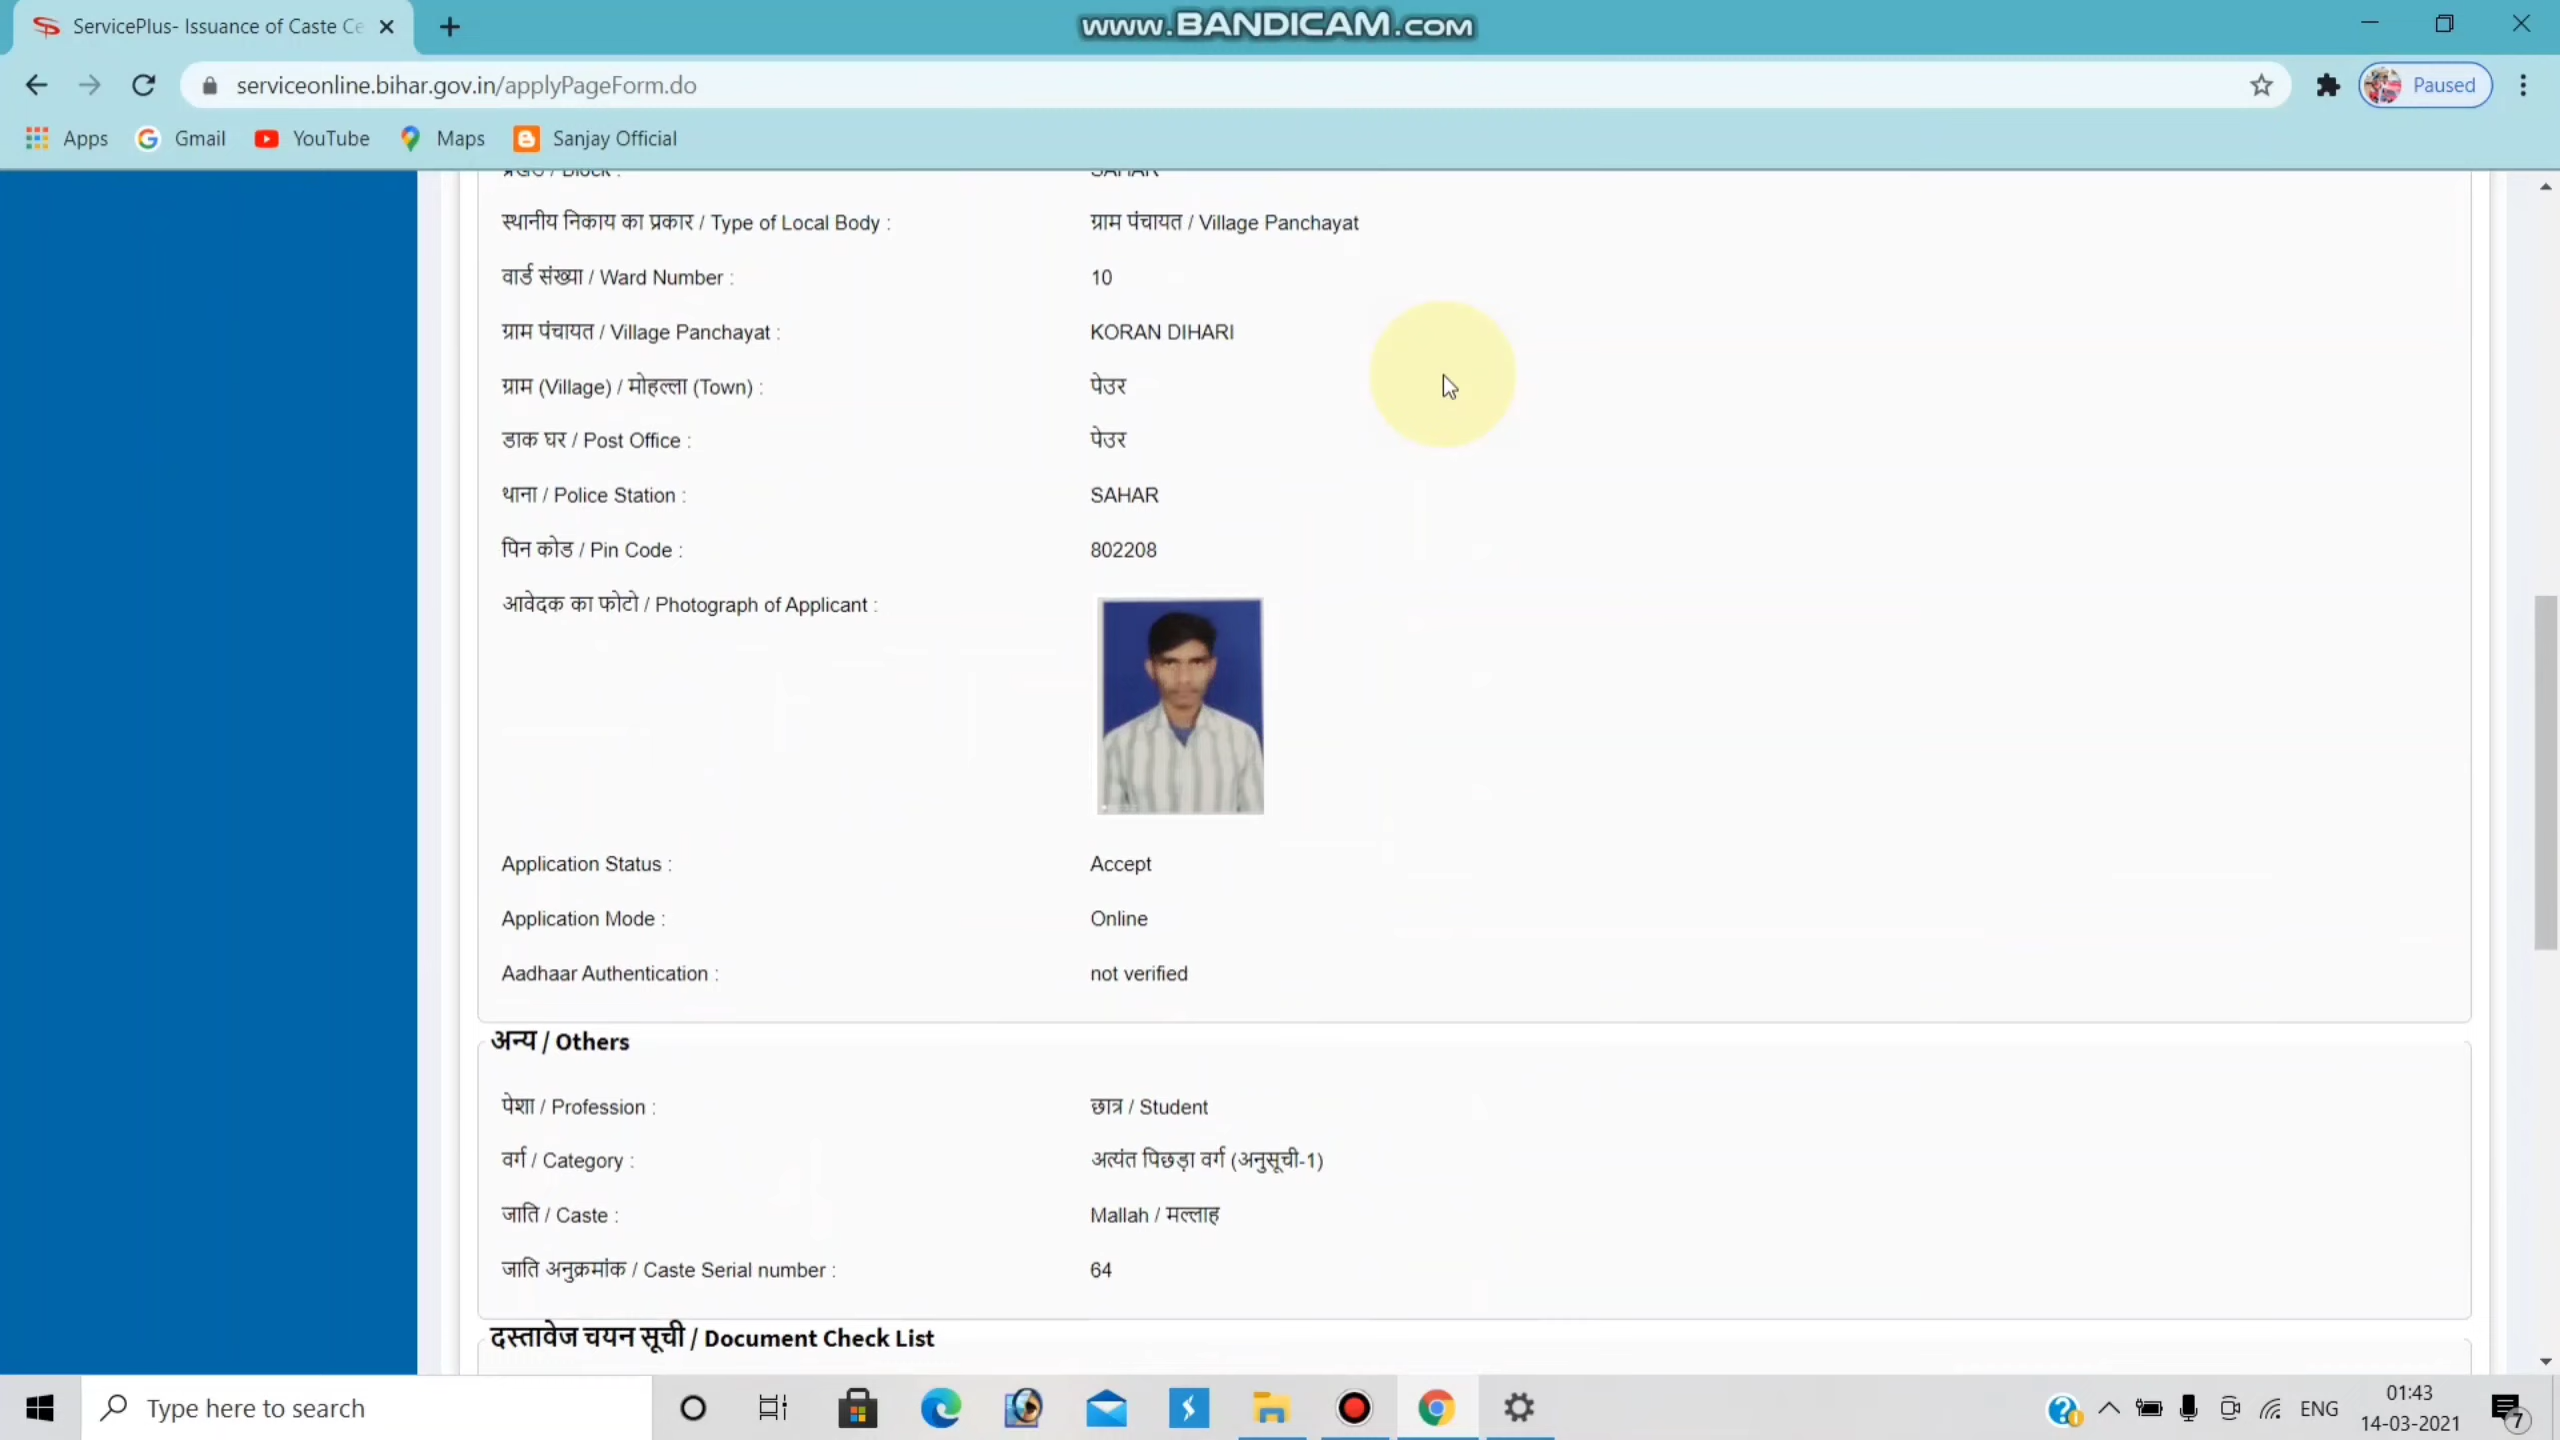 ServicePlus- Issuance of Caste Ce
www.BANDICAM.com
serviceonline.bihar.gov.in/applyPageForm.do
Paused
Apps Gmail YouTube Maps Sanjay Official
प्रखंड / Block : SAHAR
स्थानीय निकाय का प्रकार / Type of Local Body : ग्राम पंचायत / Village Panchayat
वार्ड संख्या / Ward Number : 10
ग्राम पंचायत / Village Panchayat : KORAN DIHARI
ग्राम (Village) / मोहल्ला (Town) : पेउर
डाक घर / Post Office : पेउर
थाना / Police Station : SAHAR
पिन कोड / Pin Code : 802208
आवेदक का फोटो / Photograph of Applicant :
Application Status : Accept
Application Mode : Online
Aadhaar Authentication : not verified
अन्य / Others
पेशा / Profession : छात्र / Student
वर्ग / Category : अत्यंत पिछड़ा वर्ग (अनुसूची-1)
जाति / Caste : Mallah / मल्लाह
जाति अनुक्रमांक / Caste Serial number : 64
दस्तावेज चयन सूची / Document Check List
Type here to search
ENG
01:43
14-03-2021
7